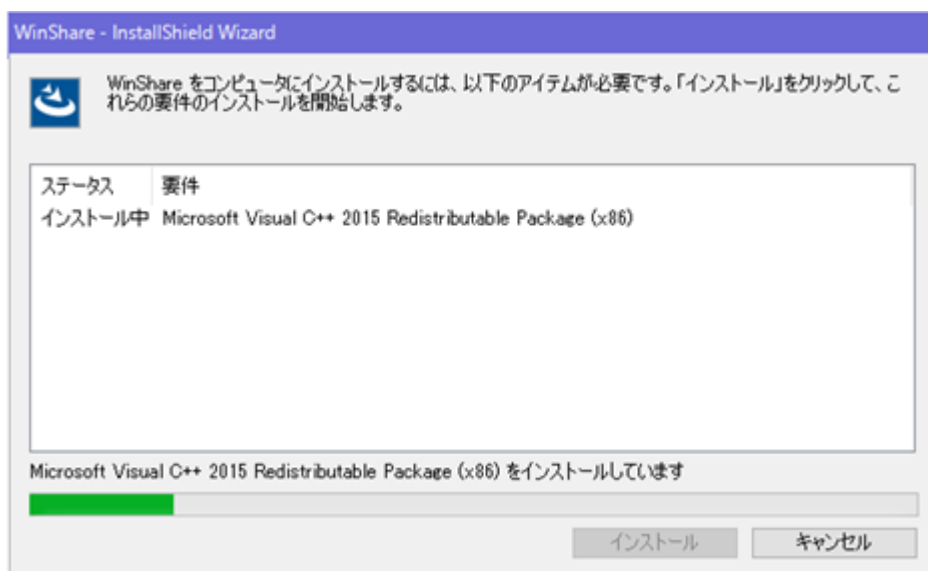 WinShare - InstallShield Wizard
WinShare をコンピュータにインストールするには、以下のアイテムが必要です。「インストール」をクリックして、こ
れらの要件のインストールを開始します。
ステータス 要件
インストール中 Microsoft Visual C++ 2015 Redistributable Package (x86)
Microsoft Visual C++ 2015 Redistributable Package (x86) をインストールしています
インストール キャンセル